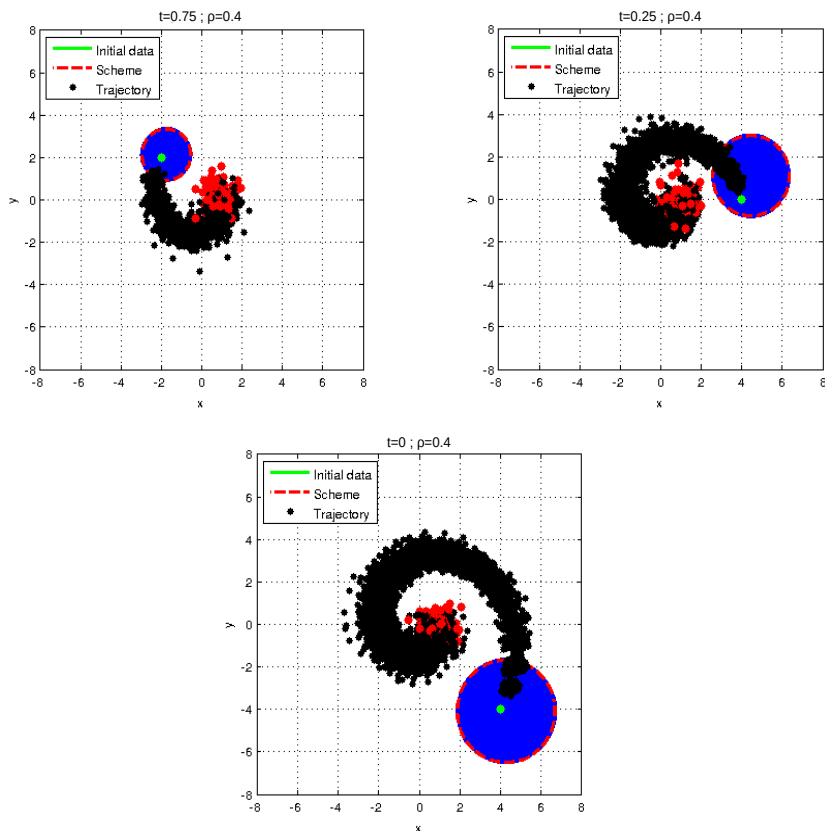 t=0.75 ; ρ=0.4
8
6
4
2
0
-2
-4
-6
-8
y
Initial data
Scheme
Trajectory
-8 -6 -4 -2 0 2 4 6 8
x
t=0.25 ; ρ=0.4
8
6
4
2
0
-2
-4
-6
-8
y
Initial data
Scheme
Trajectory
-8 -6 -4 -2 0 2 4 6 8
x
t=0 ; ρ=0.4
8
6
4
2
0
-2
-4
-6
-8
y
Initial data
Scheme
Trajectory
-8 -6 -4 -2 0 2 4 6 8
x